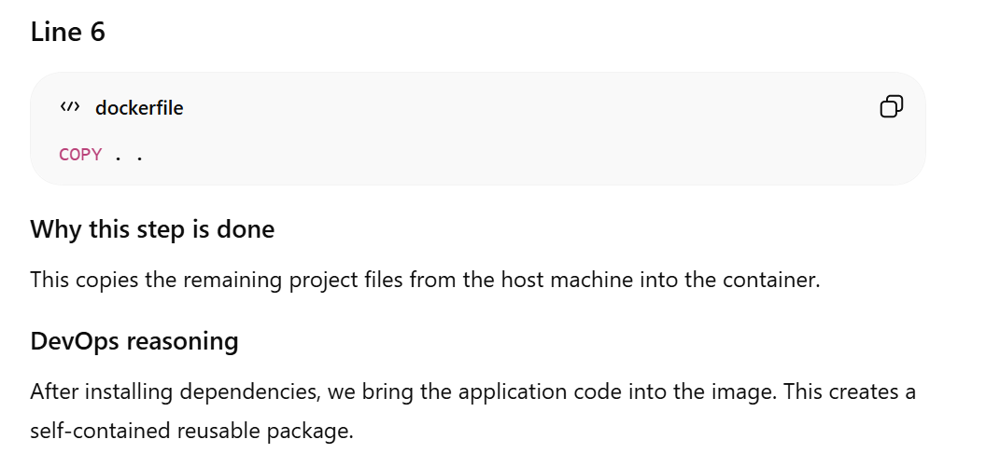 Line 6
dockerfile
COPY . .
Why this step is done
This copies the remaining project files from the host machine into the container.
DevOps reasoning
After installing dependencies, we bring the application code into the image. This creates a
self-contained reusable package.